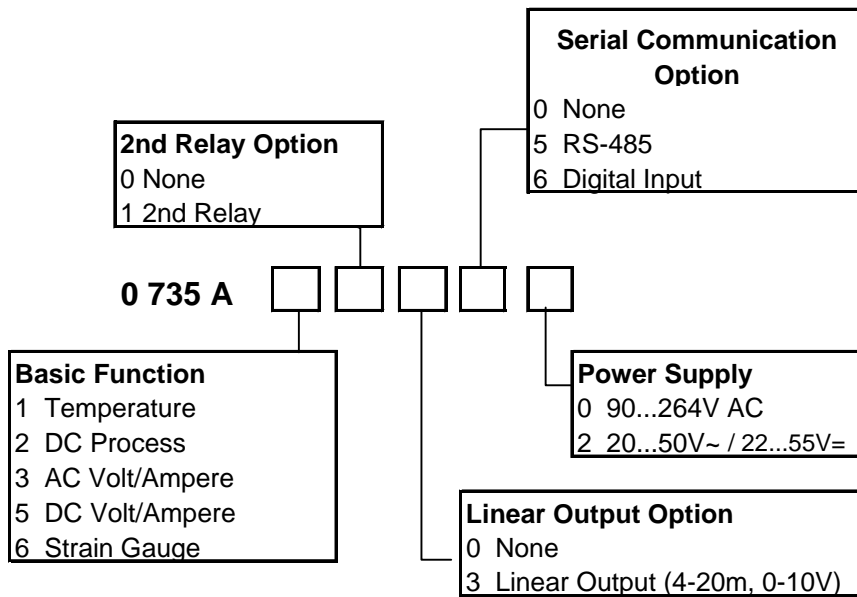 Serial Communication
Option
0 None
5 RS-485
6 Digital Input
2nd Relay Option
0 None
1 2nd Relay
0 735 A
Basic Function
1 Temperature
2 DC Process
3 AC Volt/Ampere
5 DC Volt/Ampere
6 Strain Gauge
Power Supply
0 90...264V AC
2 20...50V~ / 22...55V=
Linear Output Option
0 None
3 Linear Output (4-20m, 0-10V)